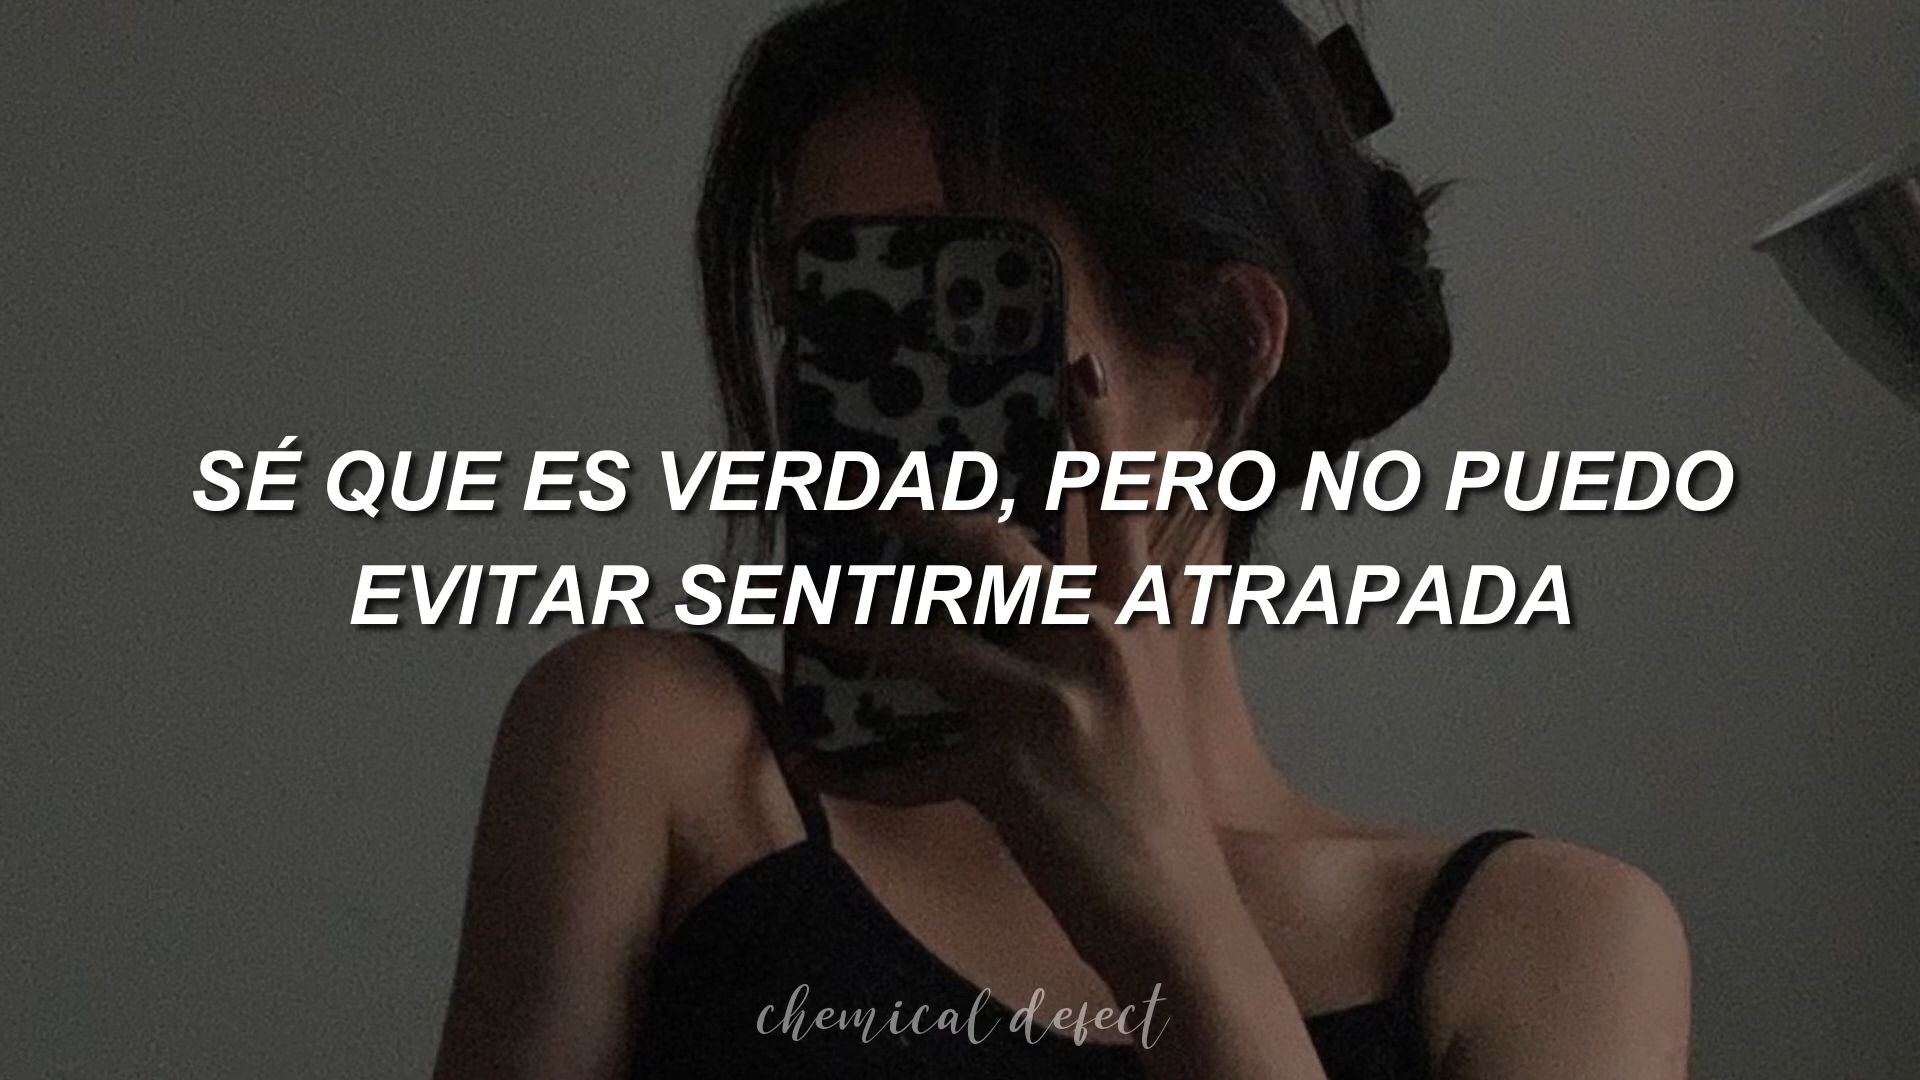 SÉ QUE ES VERDAD, PERO NO PUEDO
EVITAR SENTIRME ATRAPADA
chemical defect